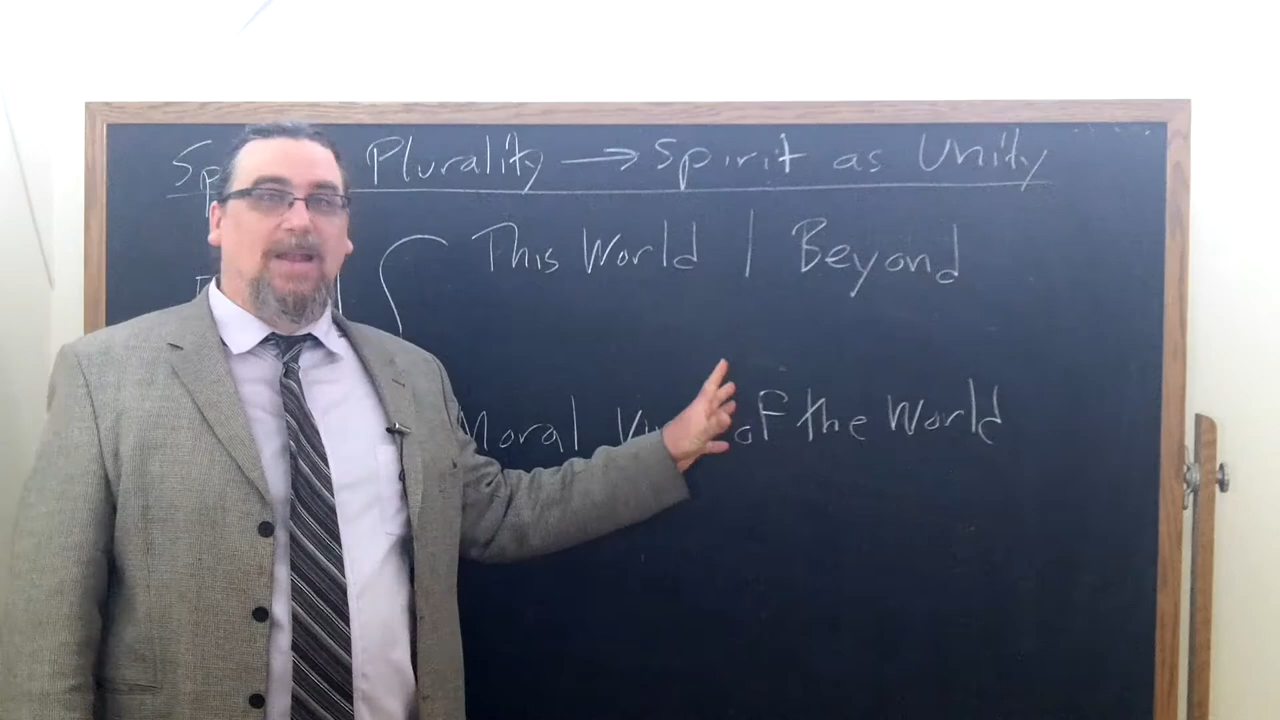 Plurality → Spirit as Unity
This World | Beyond
Moral of the World